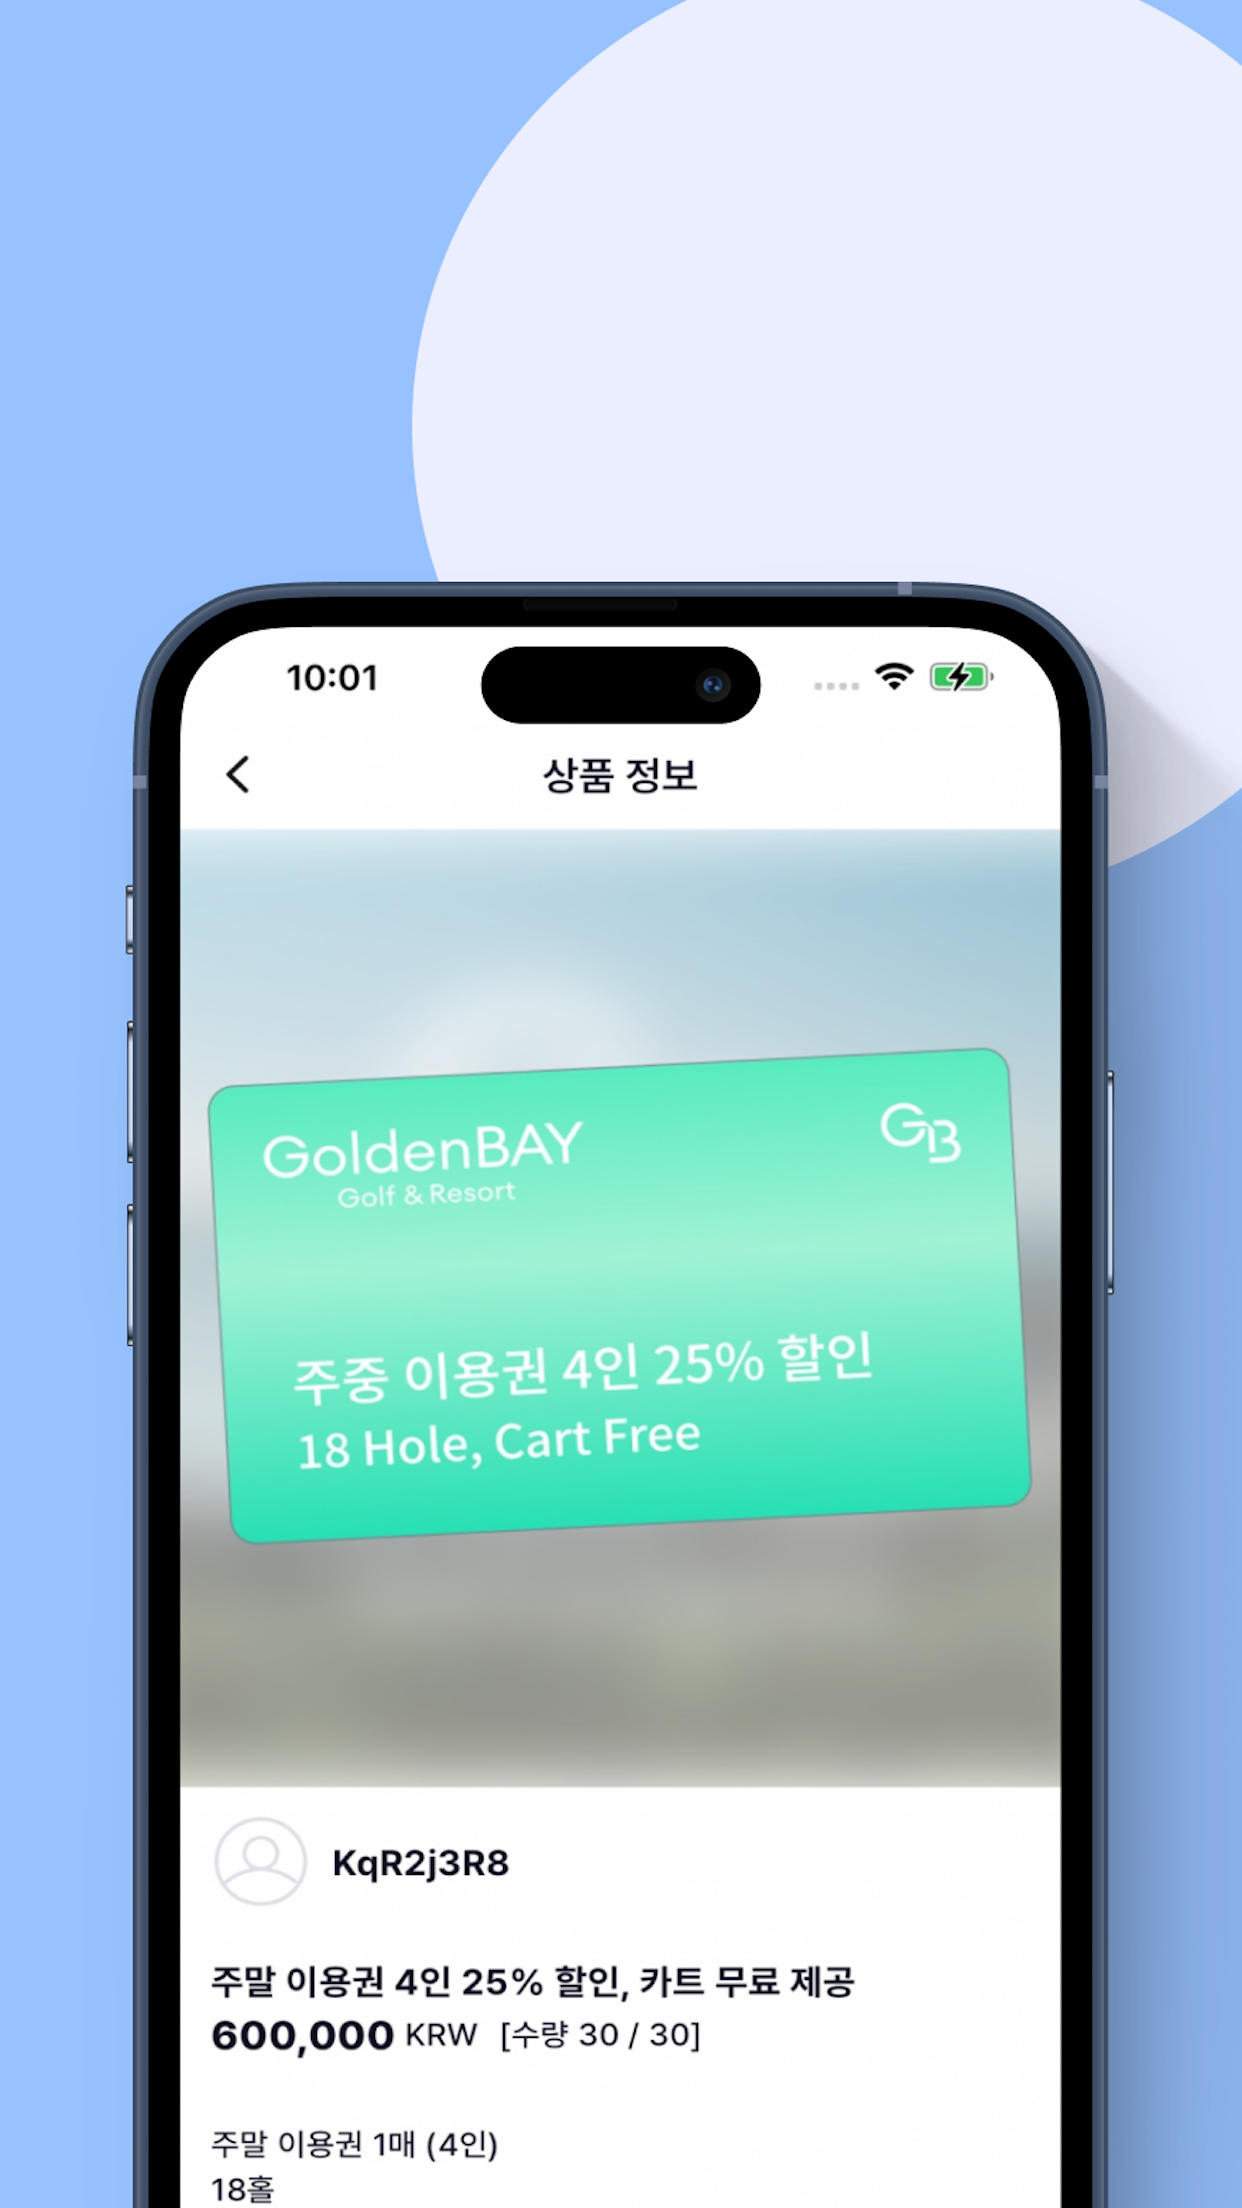 10:01
상품 정보
GoldenBAY
Golf & Resort
GB
주중 이용권 4인 25% 할인
18 Hole, Cart Free
KqR2j3R8
주말 이용권 4인 25% 할인, 카트 무료 제공
600,000 KRW [수량 30 / 30]
주말 이용권 1매 (4인)
18홀